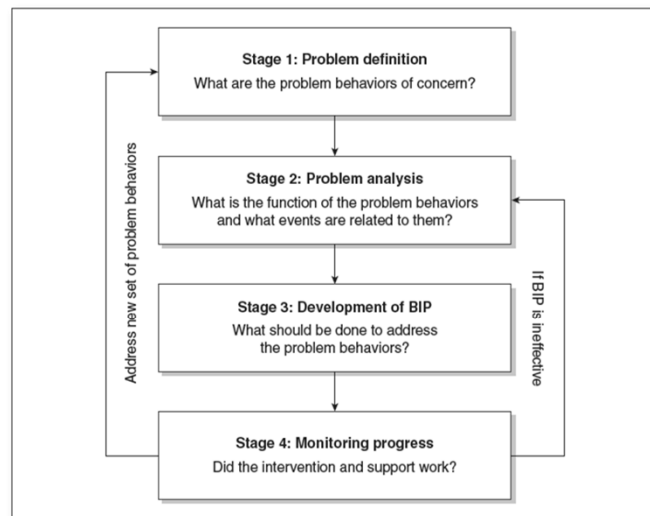 Stage 1: Problem definition
What are the problem behaviors of concern?
Stage 2: Problem analysis
What is the function of the problem behaviors
and what events are related to them?
Stage 3: Development of BIP
What should be done to address
the problem behaviors?
Stage 4: Monitoring progress
Did the intervention and support work?
Address new set of problem behaviors
If BIP is ineffective